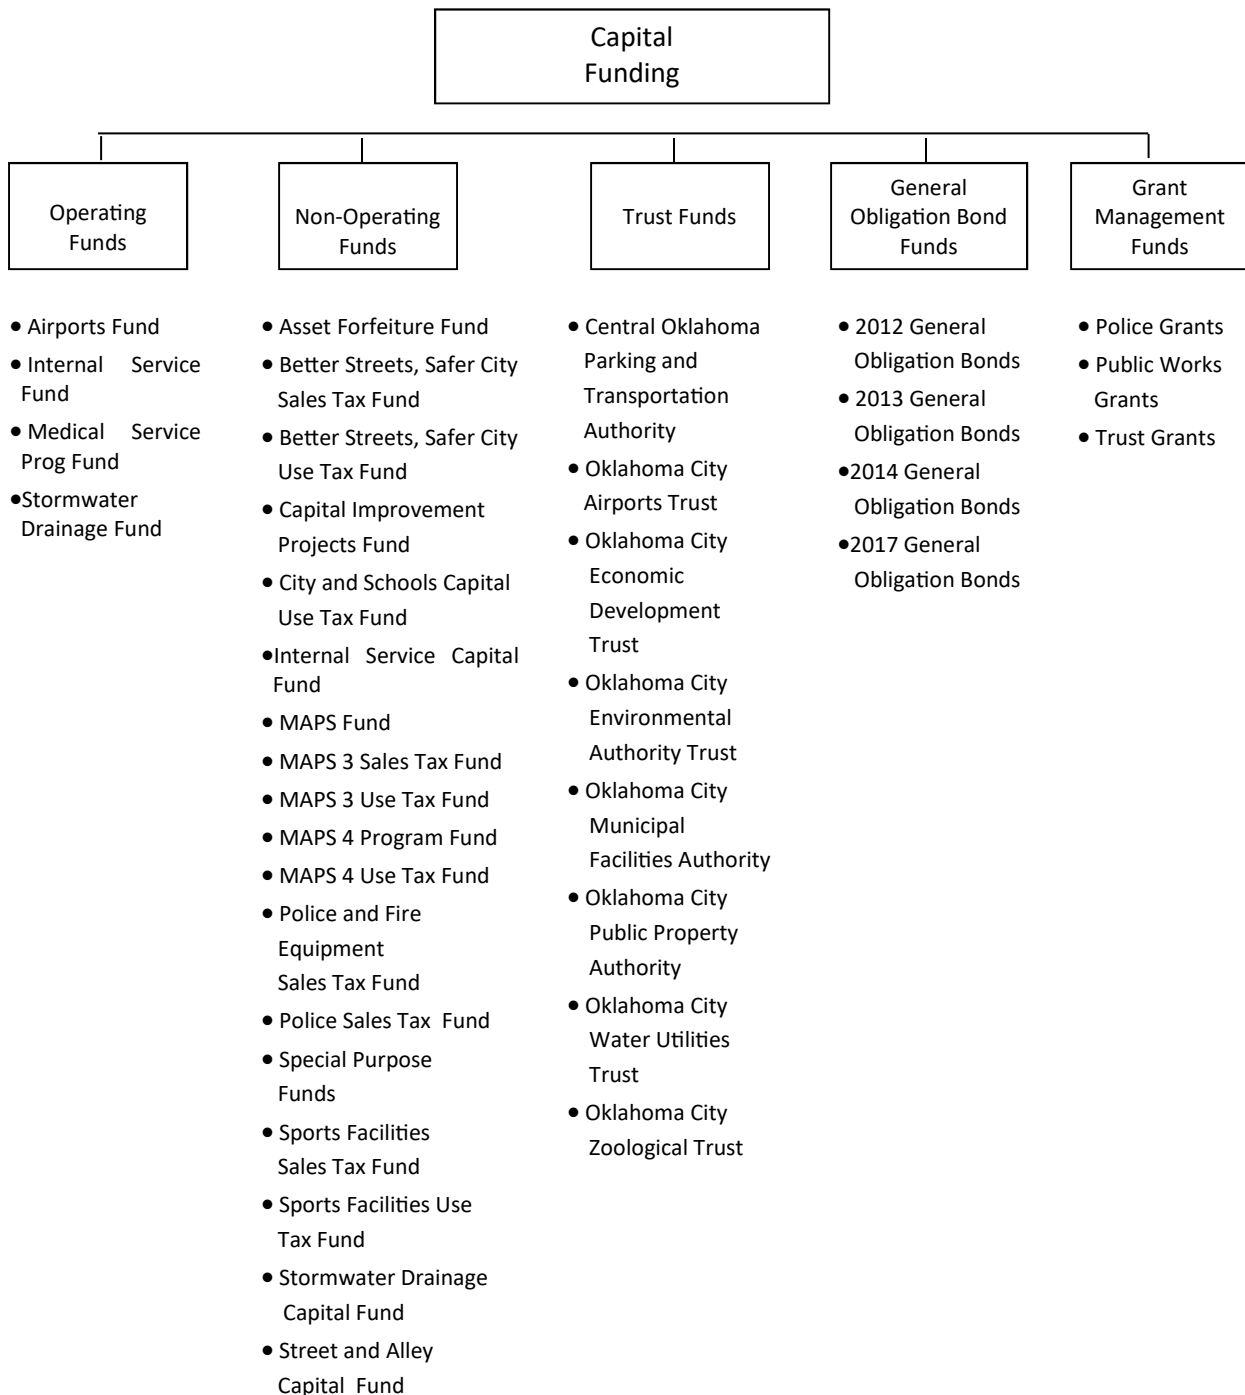 Capital
Funding
Operating
Funds
Non-Operating
Funds
Trust Funds
General
Obligation Bond
Funds
Grant
Management
Funds
• Airports Fund
• Internal Service
Fund
• Medical Service
Prog Fund
•Stormwater
Drainage Fund
• Asset Forfeiture Fund
• Better Streets, Safer City
Sales Tax Fund
• Better Streets, Safer City
Use Tax Fund
• Capital Improvement
Projects Fund
• City and Schools Capital
Use Tax Fund
•Internal Service Capital
Fund
• MAPS Fund
• MAPS 3 Sales Tax Fund
• MAPS 3 Use Tax Fund
• MAPS 4 Program Fund
• MAPS 4 Use Tax Fund
• Police and Fire
Equipment
Sales Tax Fund
• Police Sales Tax Fund
• Special Purpose
Funds
• Sports Facilities
Sales Tax Fund
• Sports Facilities Use
Tax Fund
• Stormwater Drainage
Capital Fund
• Street and Alley
Capital Fund
• Central Oklahoma
Parking and
Transportation
Authority
• Oklahoma City
Airports Trust
• Oklahoma City
Economic
Development
Trust
• Oklahoma City
Environmental
Authority Trust
• Oklahoma City
Municipal
Facilities Authority
• Oklahoma City
Public Property
Authority
• Oklahoma City
Water Utilities
Trust
• Oklahoma City
Zoological Trust
• 2012 General
Obligation Bonds
• 2013 General
Obligation Bonds
•2014 General
Obligation Bonds
•2017 General
Obligation Bonds
• Police Grants
• Public Works
Grants
• Trust Grants